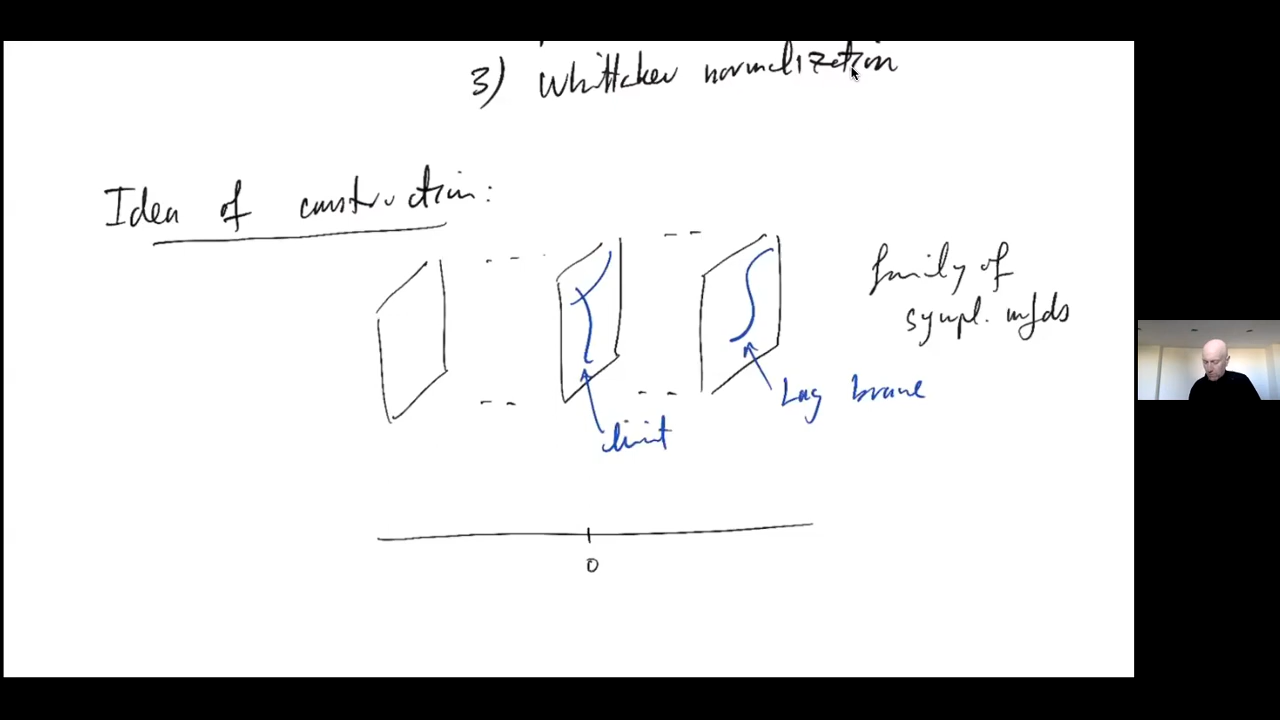 3) Whittaker normalization
Idea of construction:
family of
sympl. mfds
Lag brane
limit
0